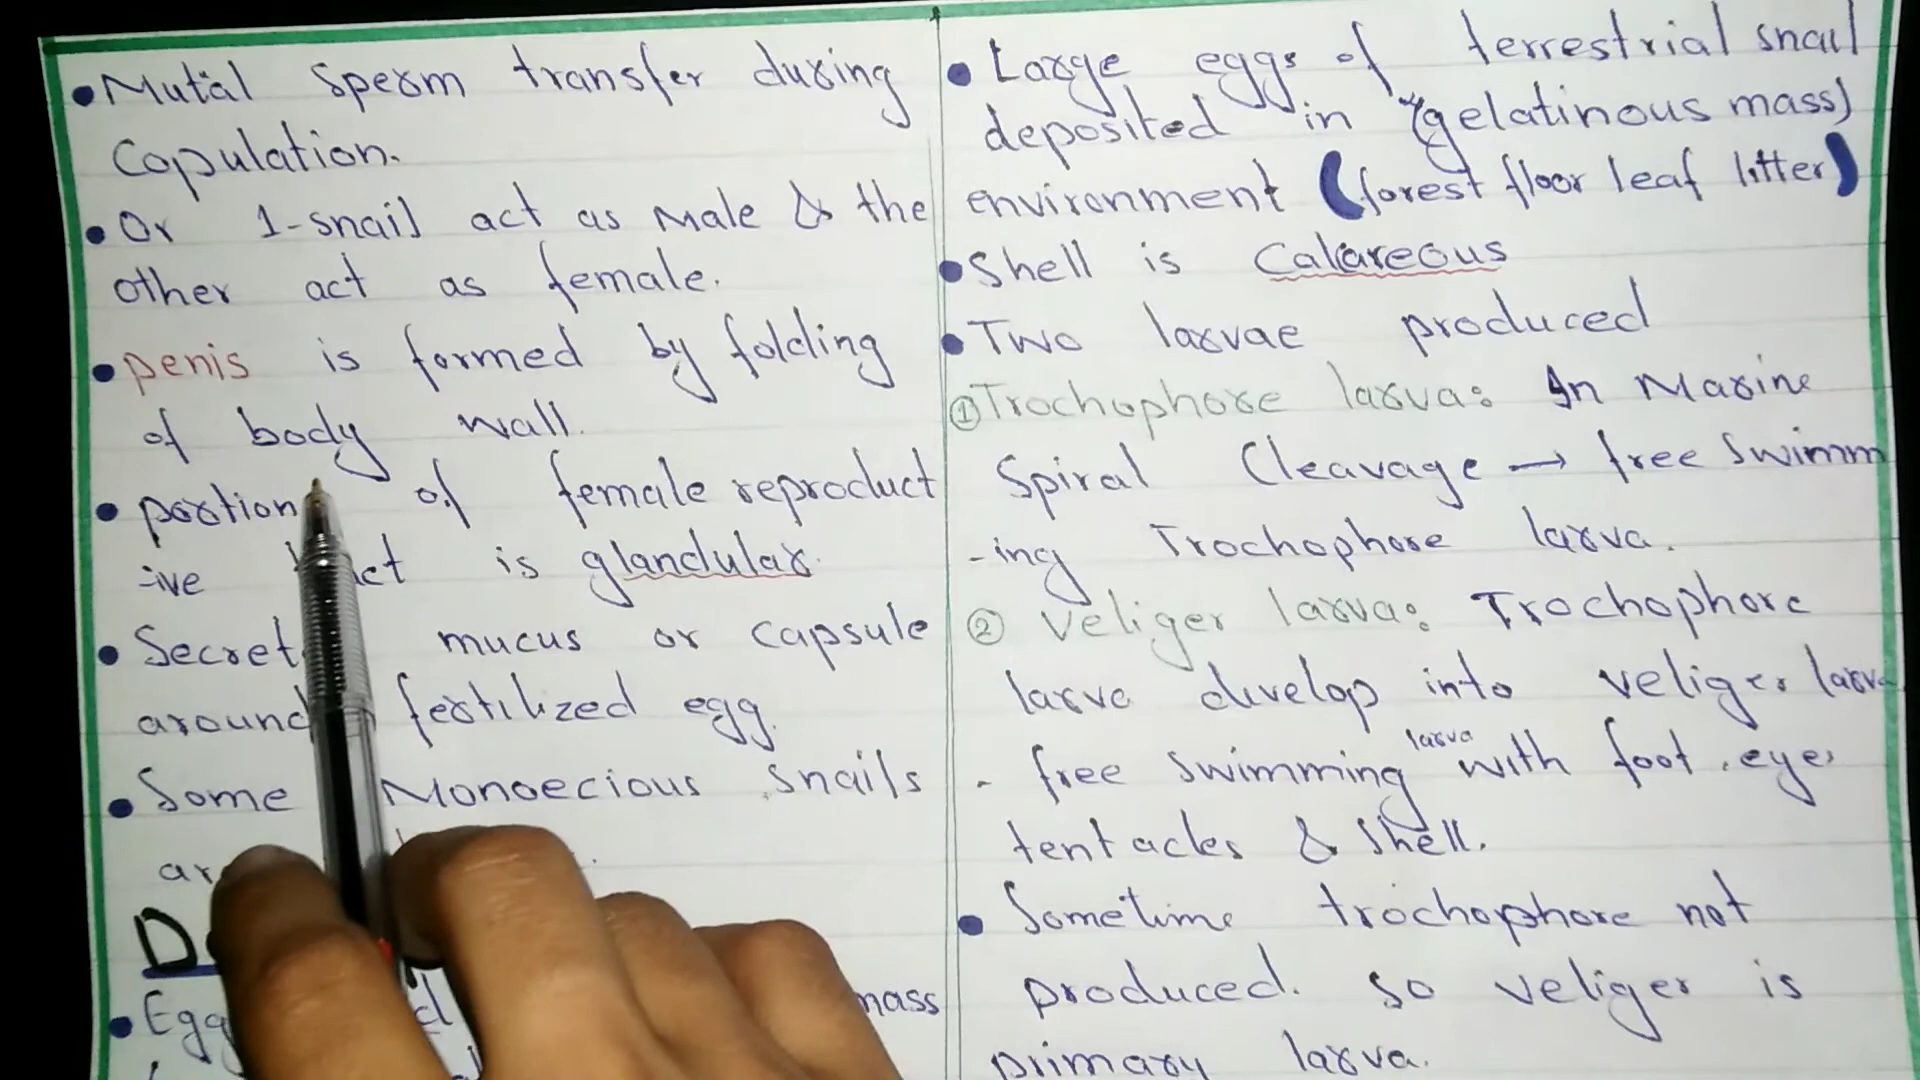 • Mutal Sperm transfer during
Copulation.
• Or 1-snail act as Male & the
other act as female.
• penis is formed by folding
of body wall.
• portion of female reproduct
-ive is glandular.
• Secret mucus or capsule
around fertilized egg.
• Some Monoecious snails
• Egg mass
• Large eggs of terrestrial snail
deposited in (gelatinous mass)
environment (forest floor leaf litter)
• Shell is Calcareous
• Two larvae produced
① Trochophore larva: In Marine
Spiral Cleavage → free Swimm
-ing Trochophore larva.
② Veliger larva: Trochophore
larve divelop into veliger larva
- free swimming larva with foot, eye,
tentacles & Shell.
• Sometime trochophore not
produced. so veliger is
primary larva.